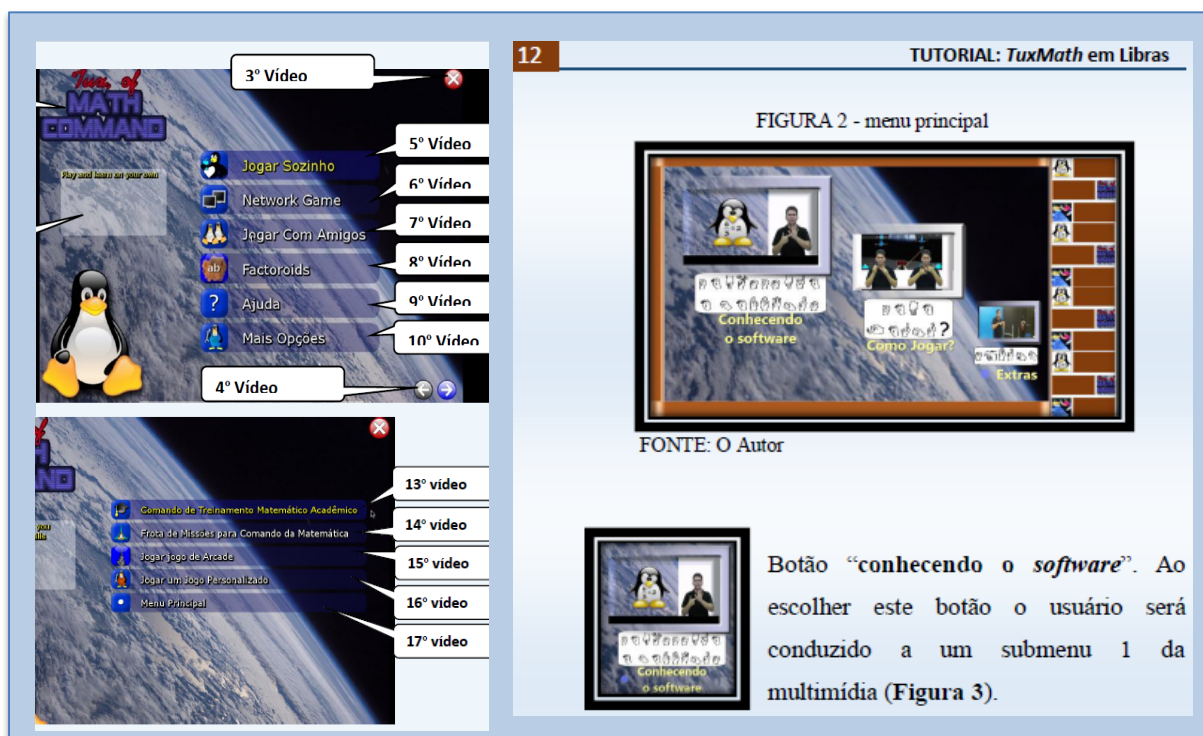 Tux, of
MATH
COMMAND
3º Vídeo
Play and learn on your own
Jogar Sozinho
5º Vídeo
Network Game
6º Vídeo
Jogar Com Amigos
7º Vídeo
Factoroids
8º Vídeo
Ajuda
9º Vídeo
Mais Opções
10º Vídeo
4º Vídeo
Comando de Treinamento Matemático Acadêmico
13º vídeo
Frota de Missões para Comando da Matemática
14º vídeo
Jogar jogo de Arcade
15º vídeo
Jogar um Jogo Personalizado
16º vídeo
Menu Principal
17º vídeo
12
TUTORIAL: TuxMath em Libras
FIGURA 2 - menu principal
Conhecendo
o software
Como Jogar?
Extras
FONTE: O Autor
Conhecendo
o software
Botão “conhecendo o software”. Ao
escolher este botão o usuário será
conduzido a um submenu 1 da
multimídia (Figura 3).